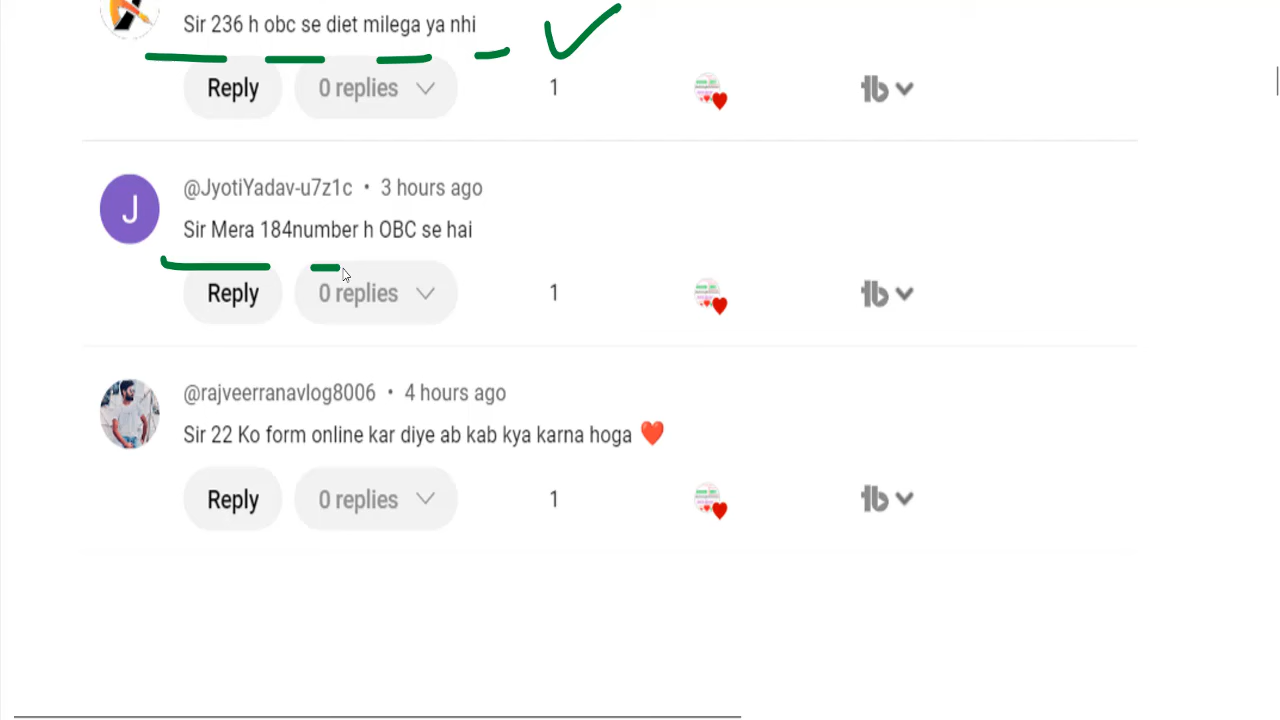 Sir 236 h obc se diet milega ya nhi
Reply 0 replies 1
@JyotiYadav-u7z1c • 3 hours ago
J
Sir Mera 184number h OBC se hai
Reply 0 replies 1
@rajveerranavlog8006 • 4 hours ago
Sir 22 Ko form online kar diye ab kab kya karna hoga ❤️
Reply 0 replies 1